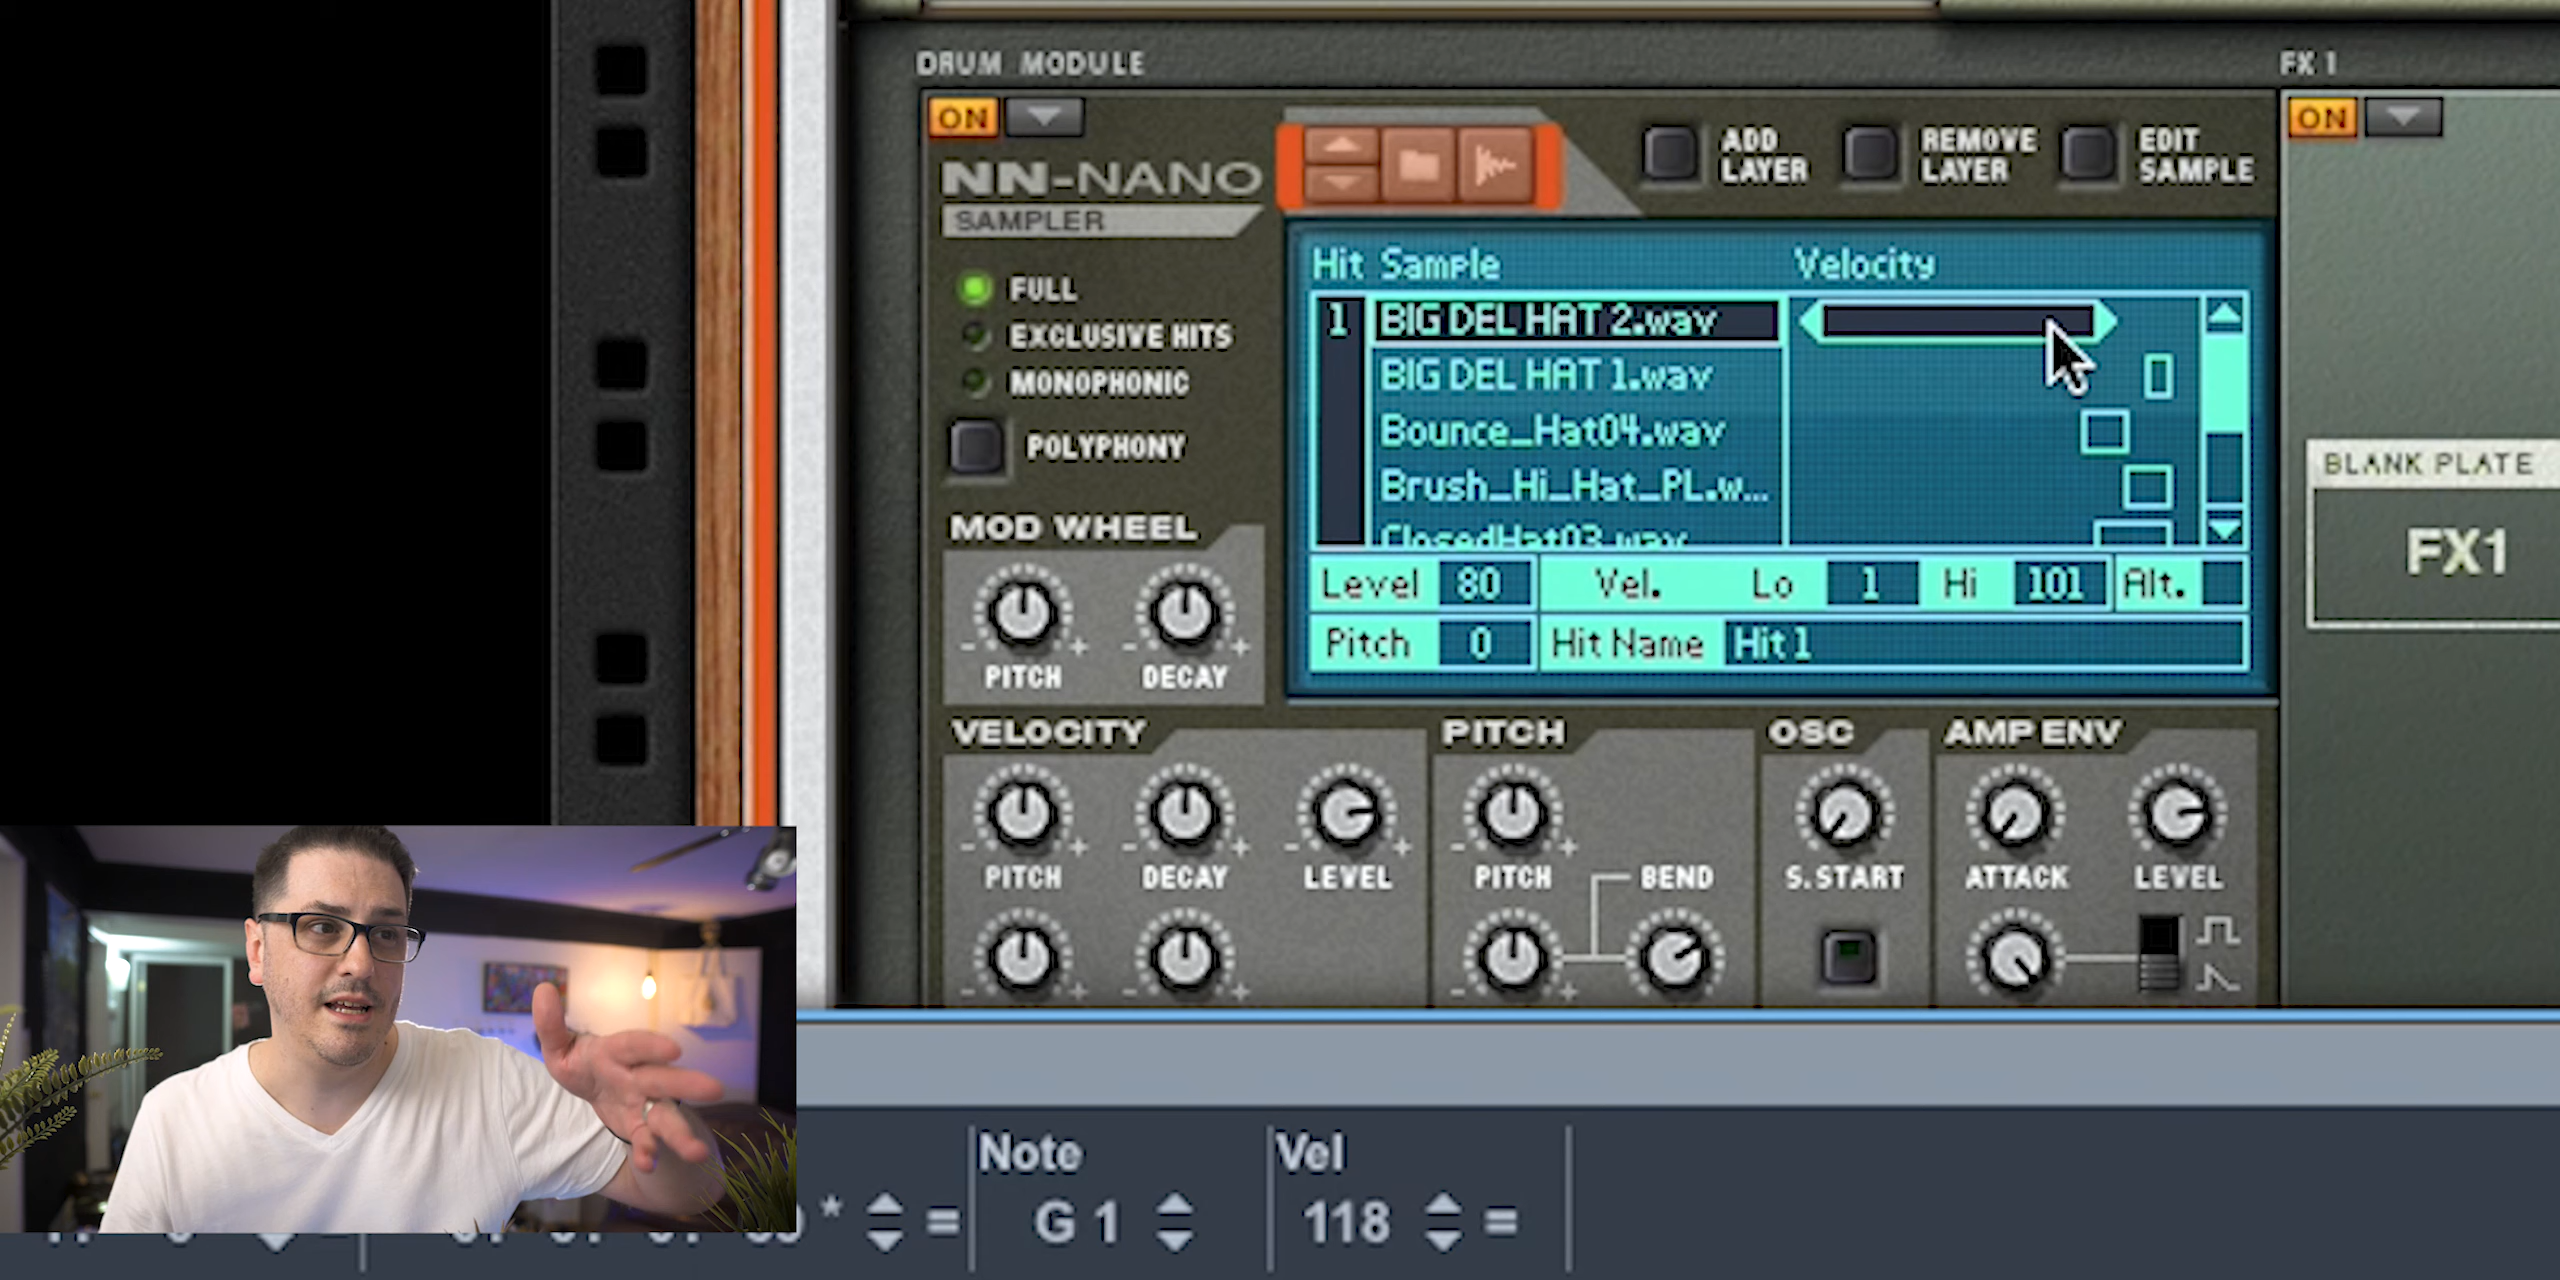 DRUM MODULE
FX 1
ON
ON
NN-NANO
SAMPLER
ADD LAYER
REMOVE LAYER
EDIT SAMPLE
FULL
EXCLUSIVE HITS
MONOPHONIC
POLYPHONY
Hit Sample Velocity
1 BIG DEL HAT 2.wav
BIG DEL HAT 1.wav
Bounce_Hat04.wav
Brush_Hi_Hat_PL.w...
ClosedHat03.wav
Level 80 Vel. Lo 1 Hi 101 Alt.
Pitch 0 Hit Name Hit 1
BLANK PLATE
FX1
MOD WHEEL
PITCH DECAY
VELOCITY
PITCH DECAY LEVEL
PITCH
PITCH BEND
OSC
S.START
AMP ENV
ATTACK LEVEL
Note Vel
* = G 1 118 =